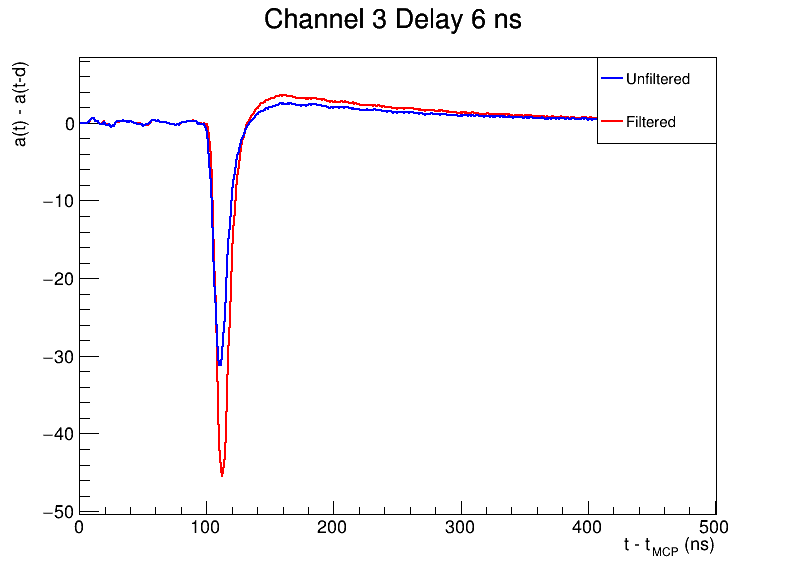 Channel 3 Delay 6 ns
a(t) - a(t-d)
Unfiltered
Filtered
0
−10
−20
−30
−40
−50
0 100 200 300 400 500
t - t_MCP (ns)